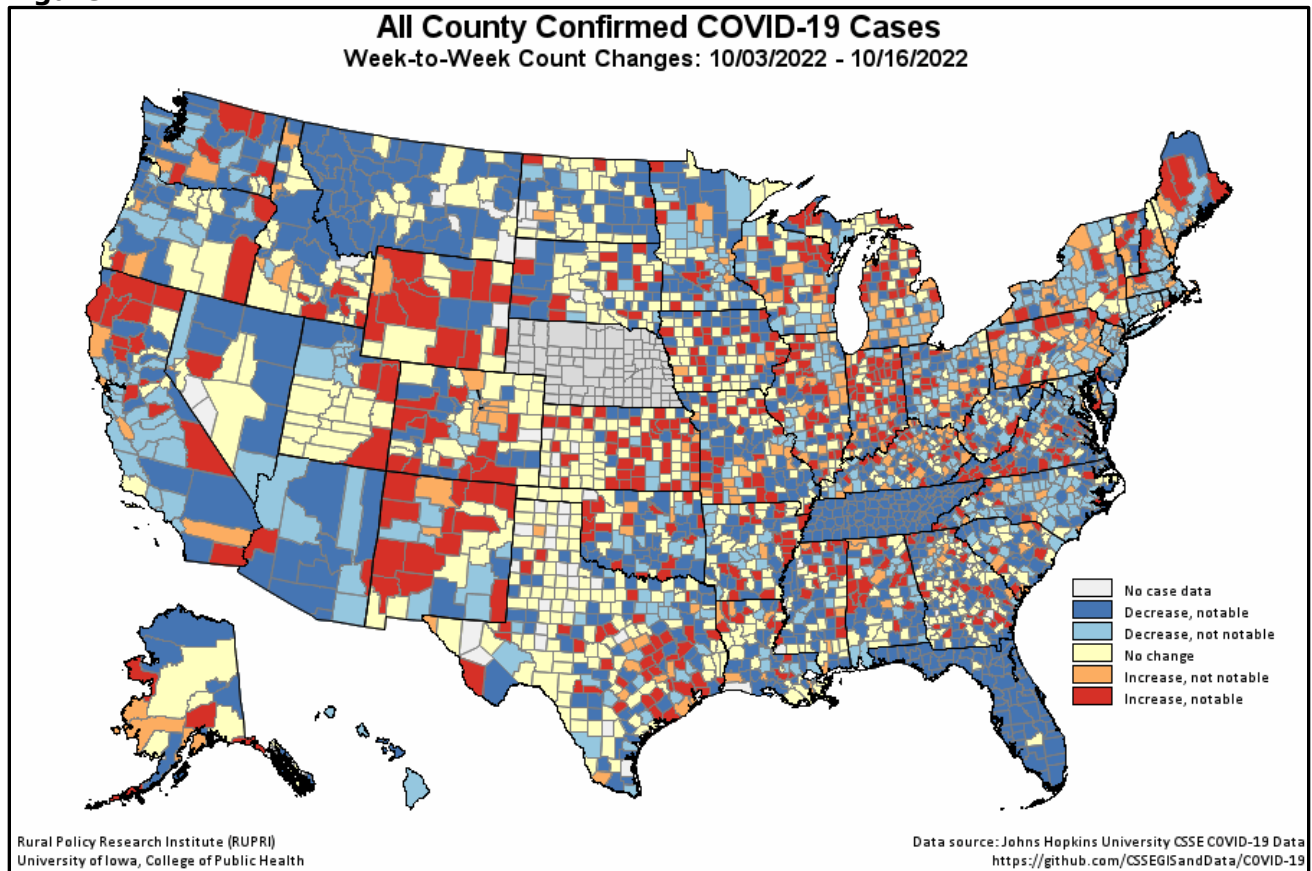 All County Confirmed COVID-19 Cases
Week-to-Week Count Changes: 10/03/2022 - 10/16/2022
No case data
Decrease, notable
Decrease, not notable
No change
Increase, not notable
Increase, notable
Rural Policy Research Institute (RUPRI)
University of Iowa, College of Public Health
Data source: Johns Hopkins University CSSE COVID-19 Data
https://github.com/CSSEGISandData/COVID-19